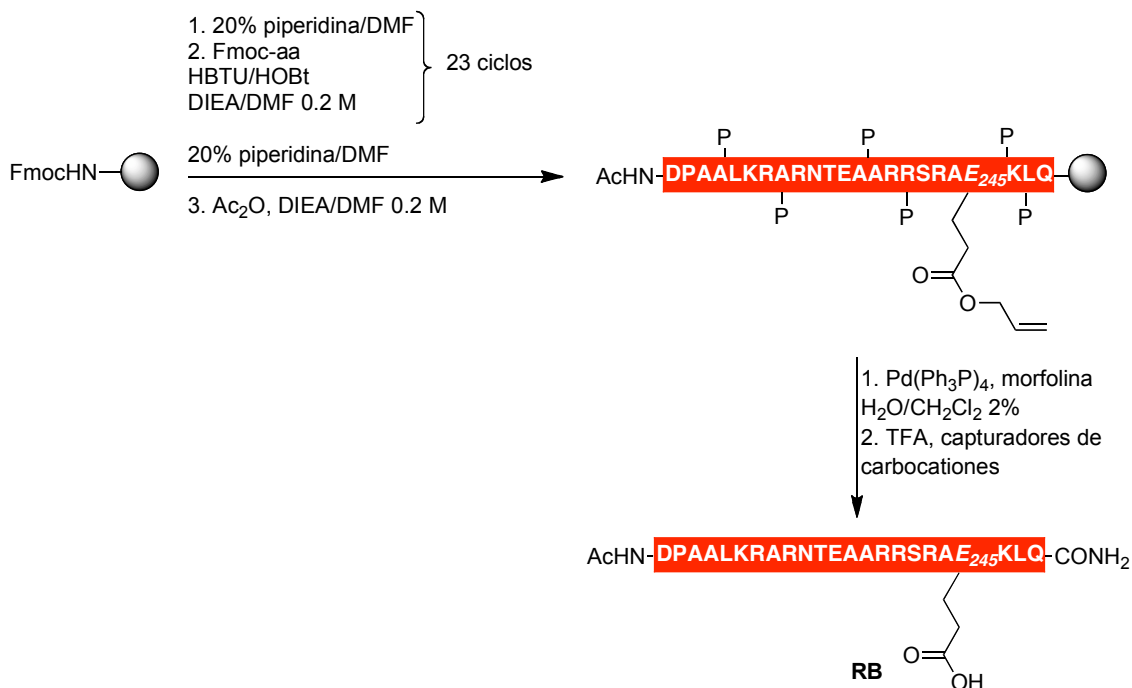 1. 20% piperidina/DMF
2. Fmoc-aa
HBTU/HOBt
DIEA/DMF 0.2 M
23 ciclos
FmocHN
20% piperidina/DMF
3. Ac2O, DIEA/DMF 0.2 M
P P P
AcHN DPAALKRARNTEAARRSRAE245KLQ
P P P
O
O
1. Pd(Ph3P)4, morfolina
H2O/CH2Cl2 2%
2. TFA, capturadores de
carbocationes
AcHN DPAALKRARNTEAARRSRAE245KLQ CONH2
O
OH
RB